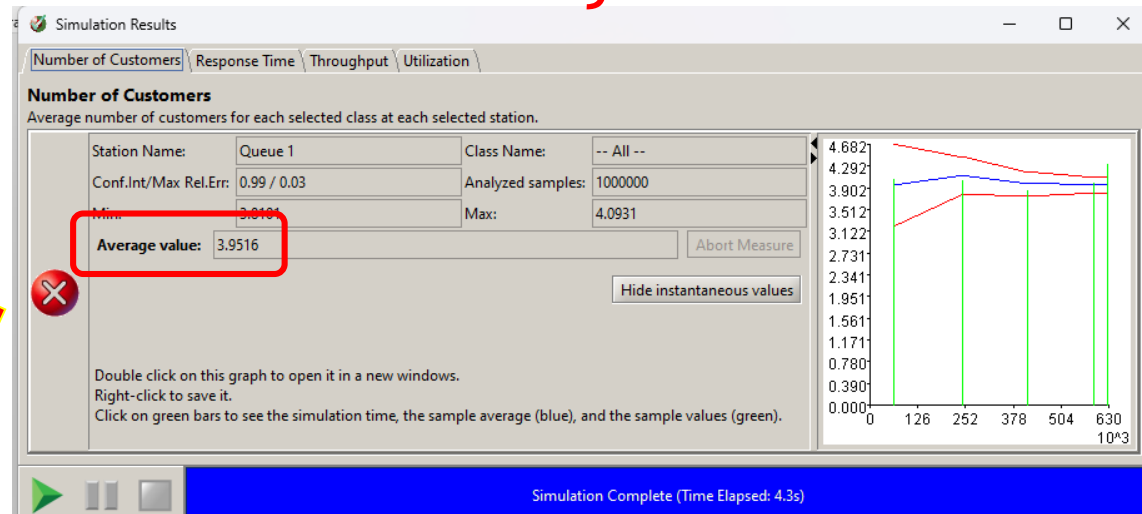 Simulation Results
Number of Customers Response Time Throughput Utilization
Number of Customers
Average number of customers for each selected class at each selected station.
Station Name: Queue 1 Class Name: -- All --
Conf.Int/Max Rel.Err: 0.99 / 0.03 Analyzed samples: 1000000
Min: 3.8101 Max: 4.0931
Average value: 3.9516 Abort Measure
Hide instantaneous values
Double click on this graph to open it in a new windows.
Right-click to save it.
Click on green bars to see the simulation time, the sample average (blue), and the sample values (green).
4.682
4.292
3.902
3.512
3.122
2.731
2.341
1.951
1.561
1.171
0.780
0.390
0.000
0 126 252 378 504 630
10^3
Simulation Complete (Time Elapsed: 4.3s)